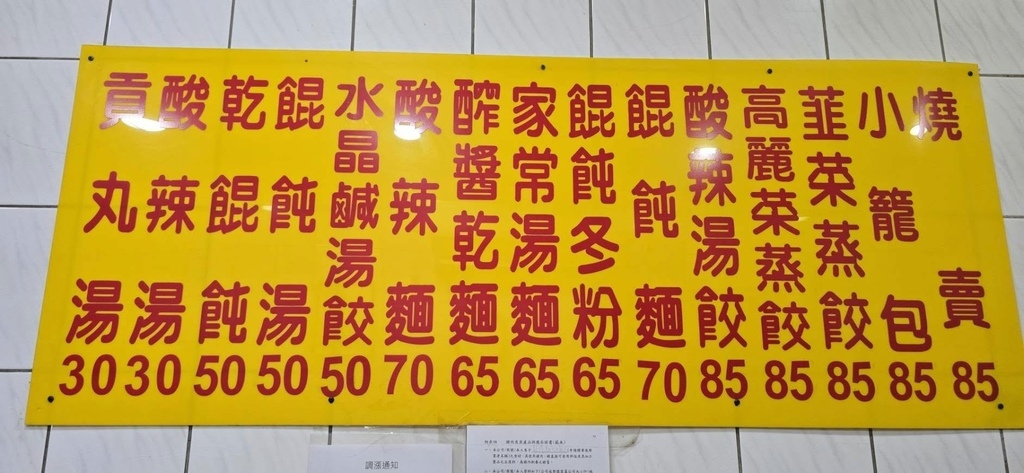 燒賣 85
小籠包 85
韮菜蒸餃 85
高麗菜蒸餃 85
酸辣湯餃 85
餛飩麵 70
餛飩冬粉 65
家常湯麵 65
醡醬乾麵 65
酸辣麵 70
水晶鹹湯餃 50
餛飩湯 50
乾餛飩 50
酸辣湯 30
貢丸湯 30
調漲通知